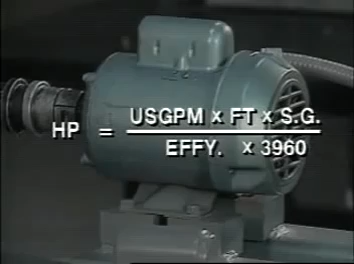 HP = USGPM x FT x S.G.
EFFY. x 3960